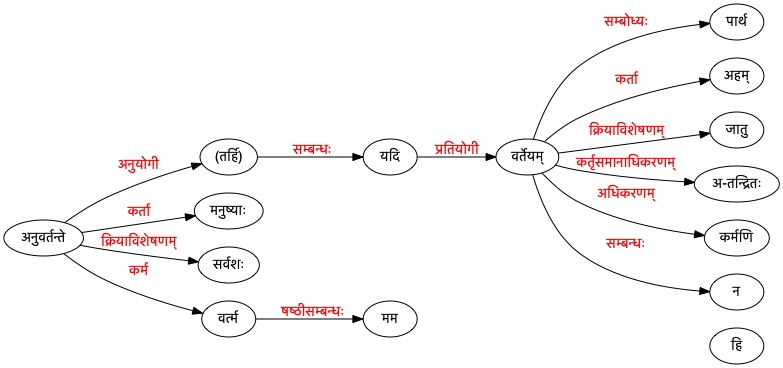 सम्बोध्यः
पार्थ
कर्ता
अहम्
क्रियाविशेषणम्
जातु
अनुयोगी
(तर्हि)
सम्बन्धः
यदि
प्रतियोगी
वर्तेयम्
कर्तृसमानाधिकरणम्
अ-तन्द्रितः
अधिकरणम्
कर्ता
मनुष्याः
अनुवर्तन्ते
क्रियाविशेषणम्
सर्वशः
कर्मणि
सम्बन्धः
कर्म
न
वर्त्म
षष्ठीसम्बन्धः
मम
हि